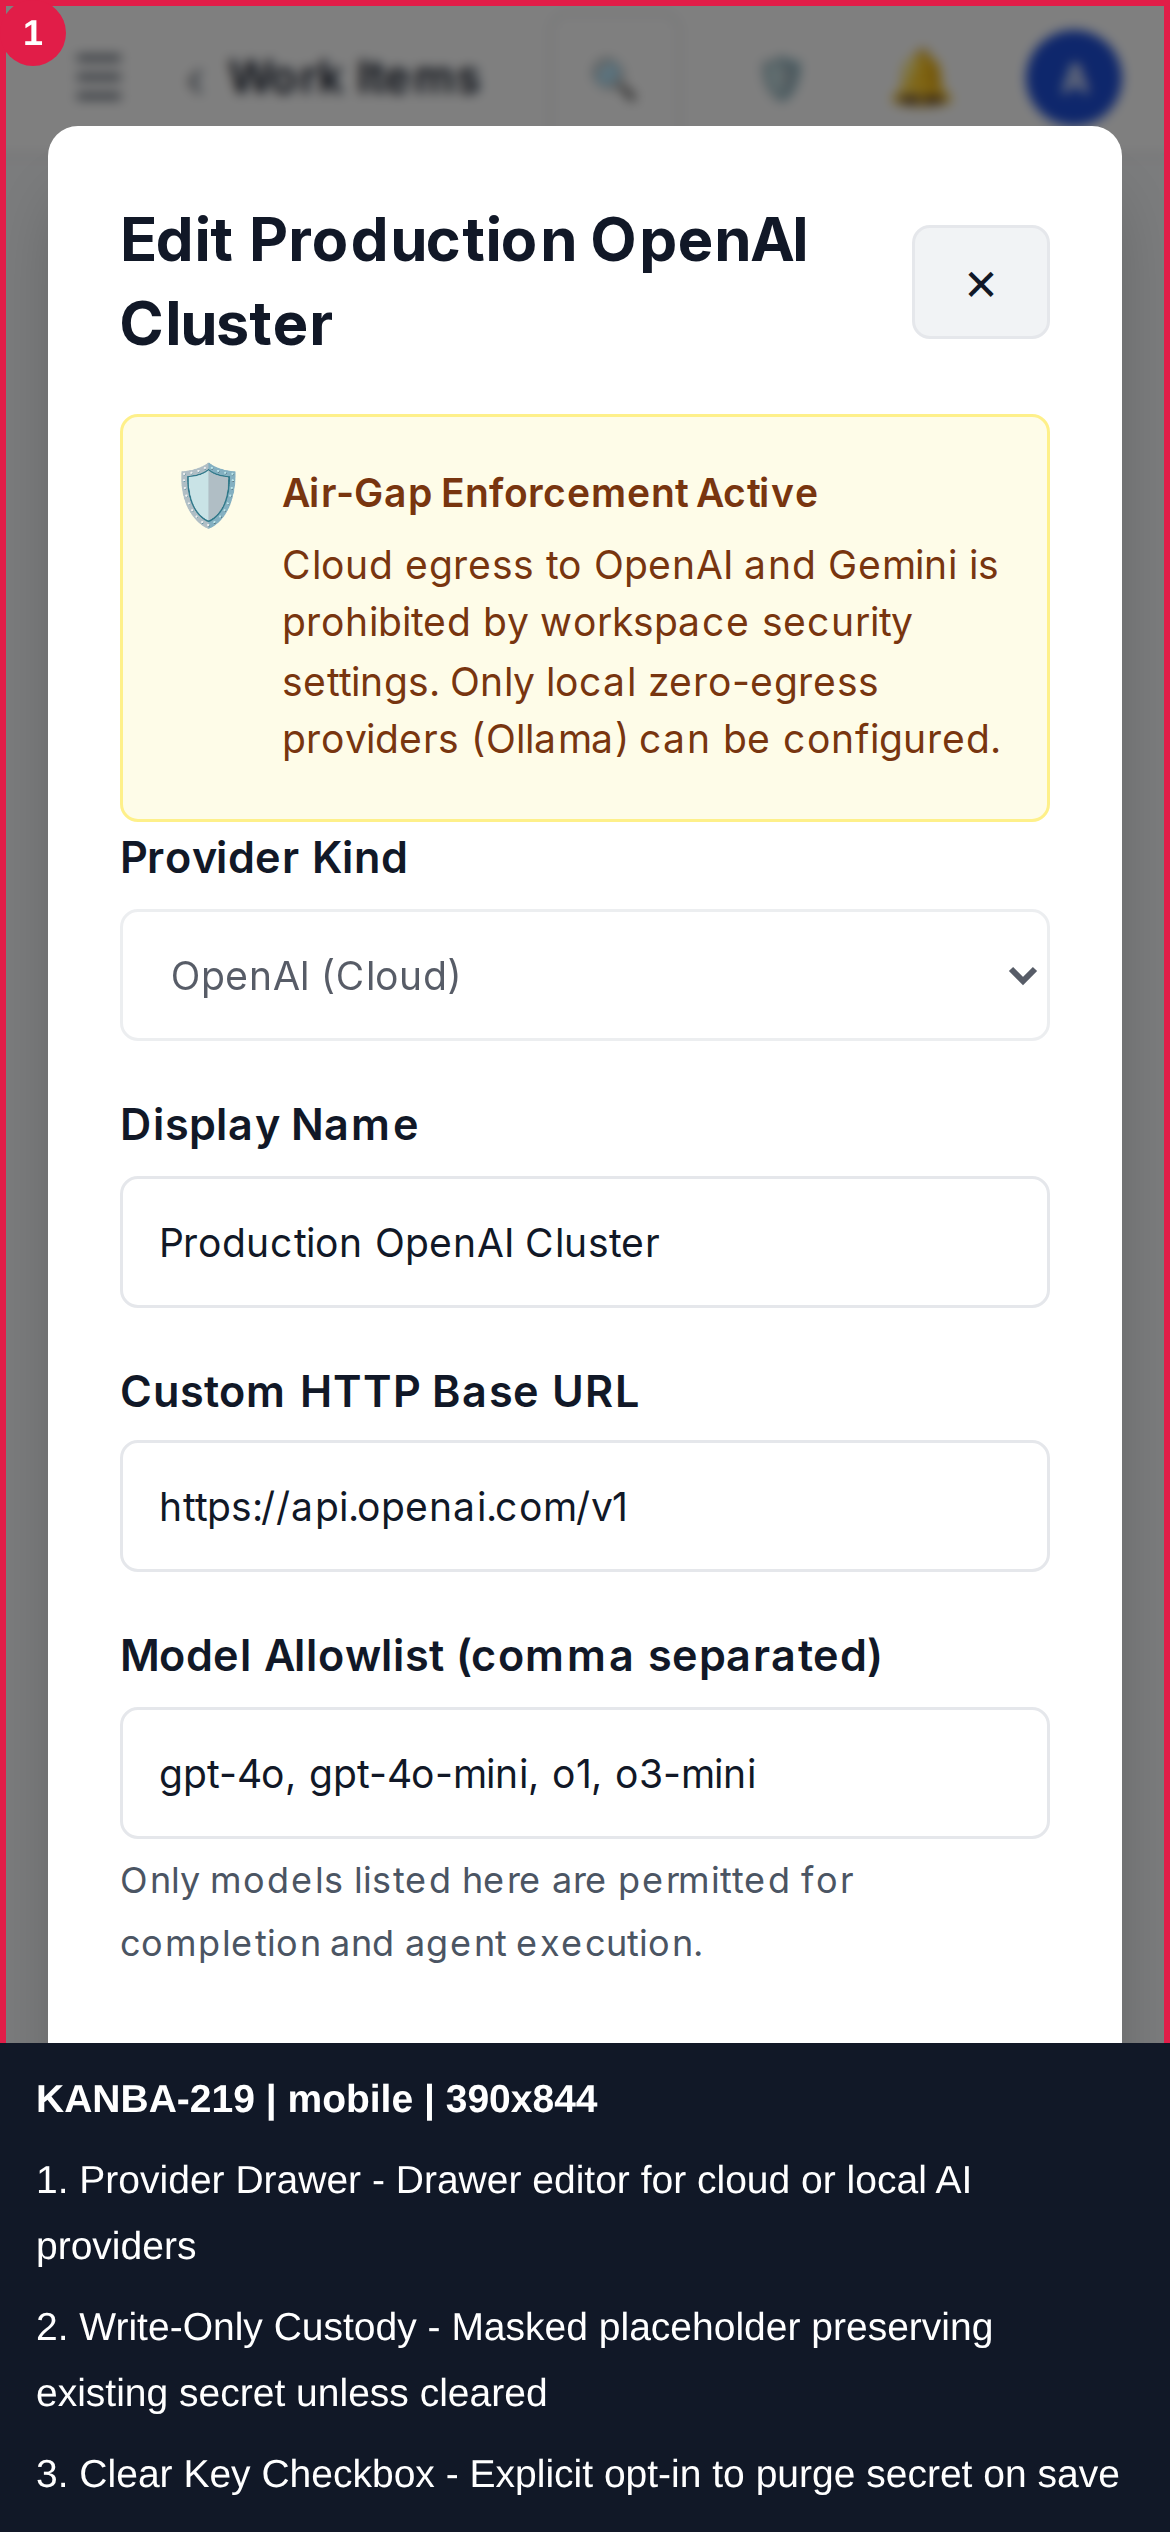 1
‹ Work Items
A
Edit Production OpenAI
Cluster
✕
Air-Gap Enforcement Active
Cloud egress to OpenAI and Gemini is
prohibited by workspace security
settings. Only local zero-egress
providers (Ollama) can be configured.
Provider Kind
OpenAI (Cloud)
Display Name
Production OpenAI Cluster
Custom HTTP Base URL
https://api.openai.com/v1
Model Allowlist (comma separated)
gpt-4o, gpt-4o-mini, o1, o3-mini
Only models listed here are permitted for
completion and agent execution.
KANBA-219 | mobile | 390x844
1. Provider Drawer - Drawer editor for cloud or local AI
providers
2. Write-Only Custody - Masked placeholder preserving
existing secret unless cleared
3. Clear Key Checkbox - Explicit opt-in to purge secret on save